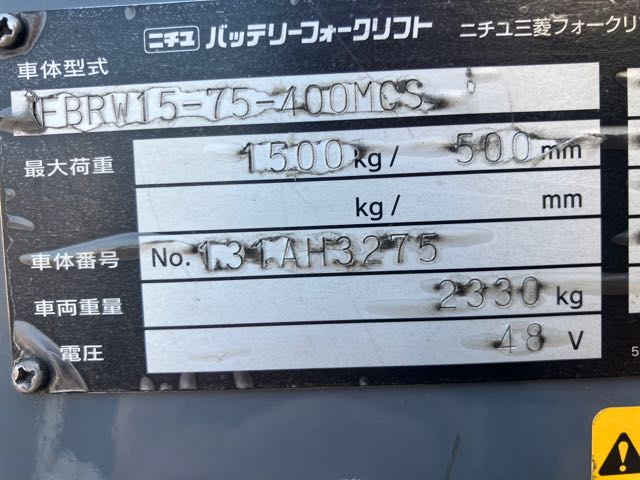 ニチユ バッテリーフォークリフト ニチユ三菱フォークリ
車体型式
FBRW15-75-400MCS
最大荷重 1500 kg/ 500 mm
kg/ mm
車体番号 No. 131AH3275
車両重量 2330 kg
電圧 48 V
5